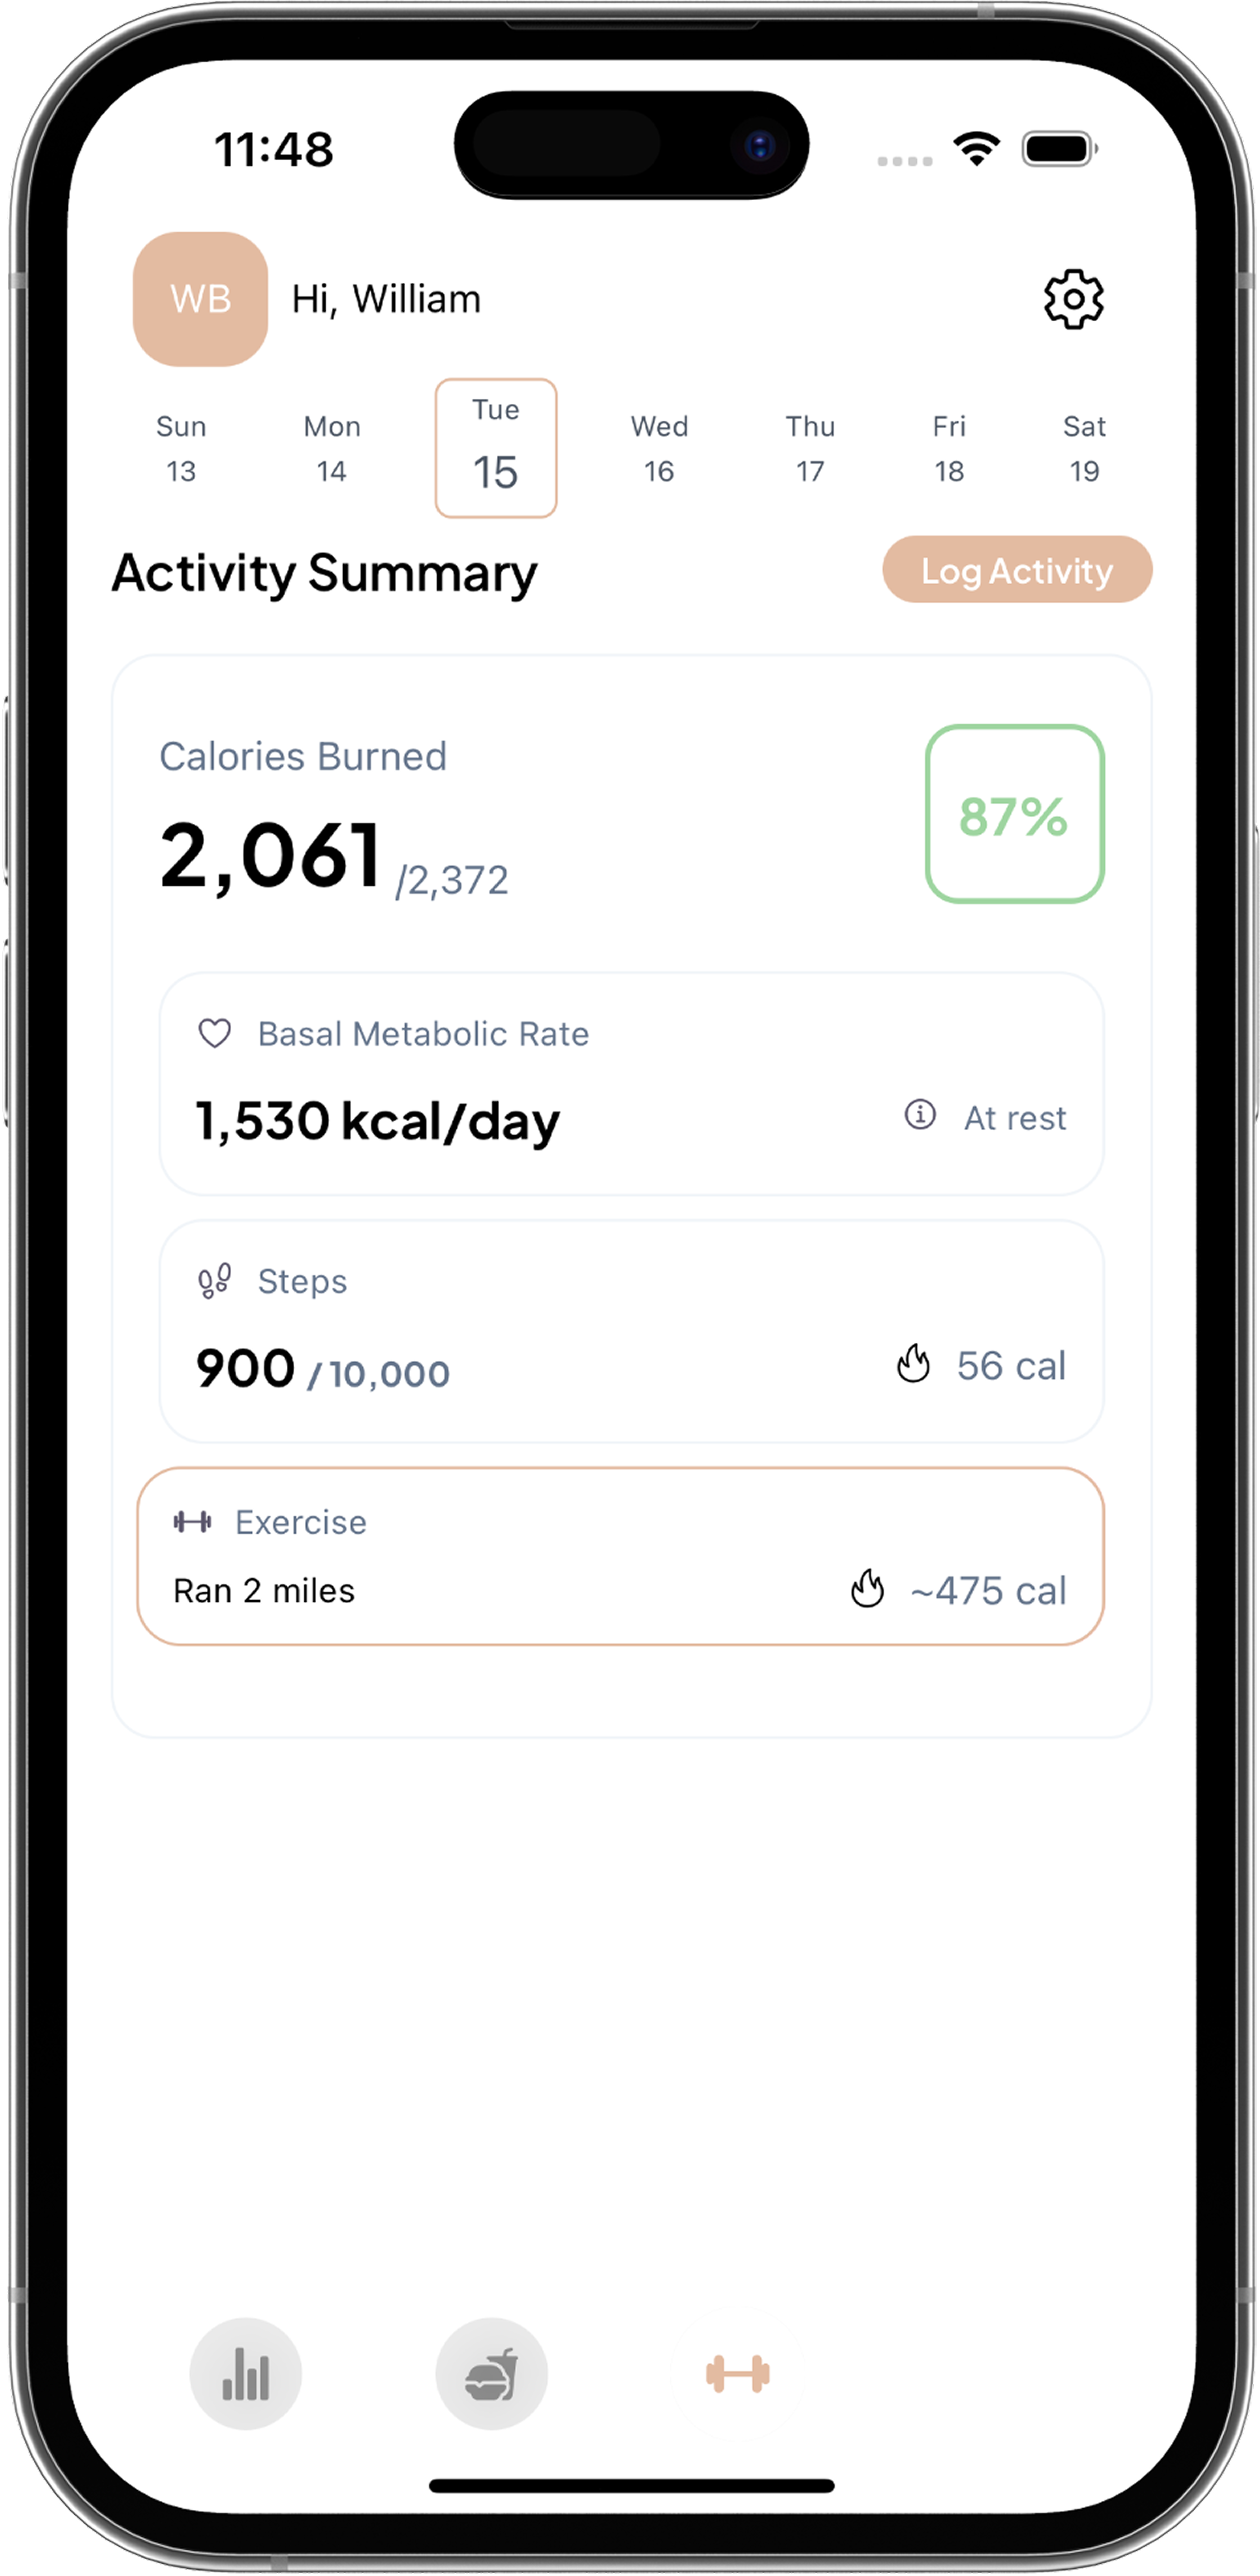 11:48
WB Hi, William
Sun Mon Tue Wed Thu Fri Sat
13 14 15 16 17 18 19
Activity Summary Log Activity
Calories Burned
2,061 /2,372
87%
Basal Metabolic Rate
1,530 kcal/day At rest
Steps
900 / 10,000 56 cal
Exercise
Ran 2 miles ~475 cal